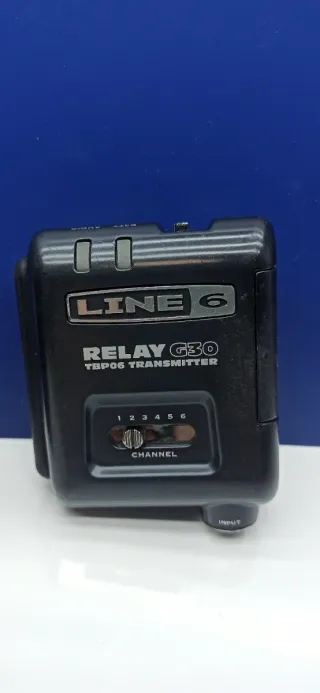 LINE 6
RELAY G30
TBP06 TRANSMITTER
1 2 3 4 5 6
CHANNEL
INPUT